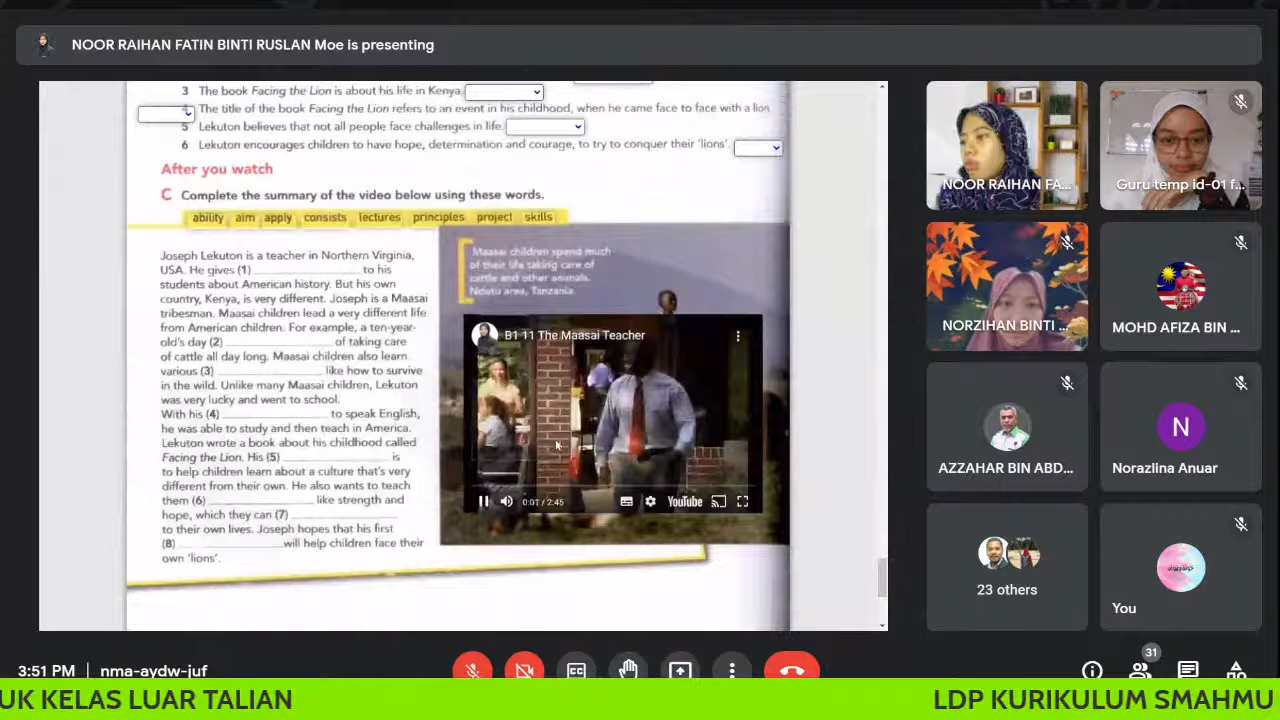 NOOR RAIHAN FATIN BINTI RUSLAN Moe is presenting
3 The book Facing the Lion is about his life in Kenya.
4 The title of the book Facing the Lion refers to an event in his childhood, when he came face to face with a lion.
5 Lekuton believes that not all people face challenges in life.
6 Lekuton encourages children to have hope, determination and courage, to try to conquer their 'lions'.
After you watch
C Complete the summary of the video below using these words.
ability aim apply consists lectures principles project skills
Joseph Lekuton is a teacher in Northern Virginia,
USA. He gives (1) ____ to his
students about American history. But his own
country, Kenya, is very different. Joseph is a Maasai
tribesman. Maasai children lead a very different life
from American children. For example, a ten-year-
old's day (2) ____ of taking care
of cattle all day long. Maasai children also learn
various (3) ____ like how to survive
in the wild. Unlike many Maasai children, Lekuton
was very lucky and went to school.
With his (4) ____ to speak English,
he was able to study and then teach in America.
Lekuton wrote a book about his childhood called
Facing the Lion. His (5) ____ is
to help children learn about a culture that's very
different from their own. He also wants to teach
them (6) ____ like strength and
hope, which they can (7) ____
to their own lives. Joseph hopes that his first
(8) ____ will help children face their
own 'lions'.
Maasai children spend much
of their life taking care of
cattle and other animals.
Ndutu area, Tanzania
B1 11 The Maasai Teacher
0:01 / 2:45
YouTube
NOOR RAIHAN FA...
Guru temp id-01 f...
NORZIHAN BINTI ...
MOHD AFIZA BIN ...
AZZAHAR BIN ABD...
N
Norazlina Anuar
23 others
You
3:51 PM | nma-aydw-juf
CC
31
UK KELAS LUAR TALIAN
LDP KURIKULUM SMAHMU